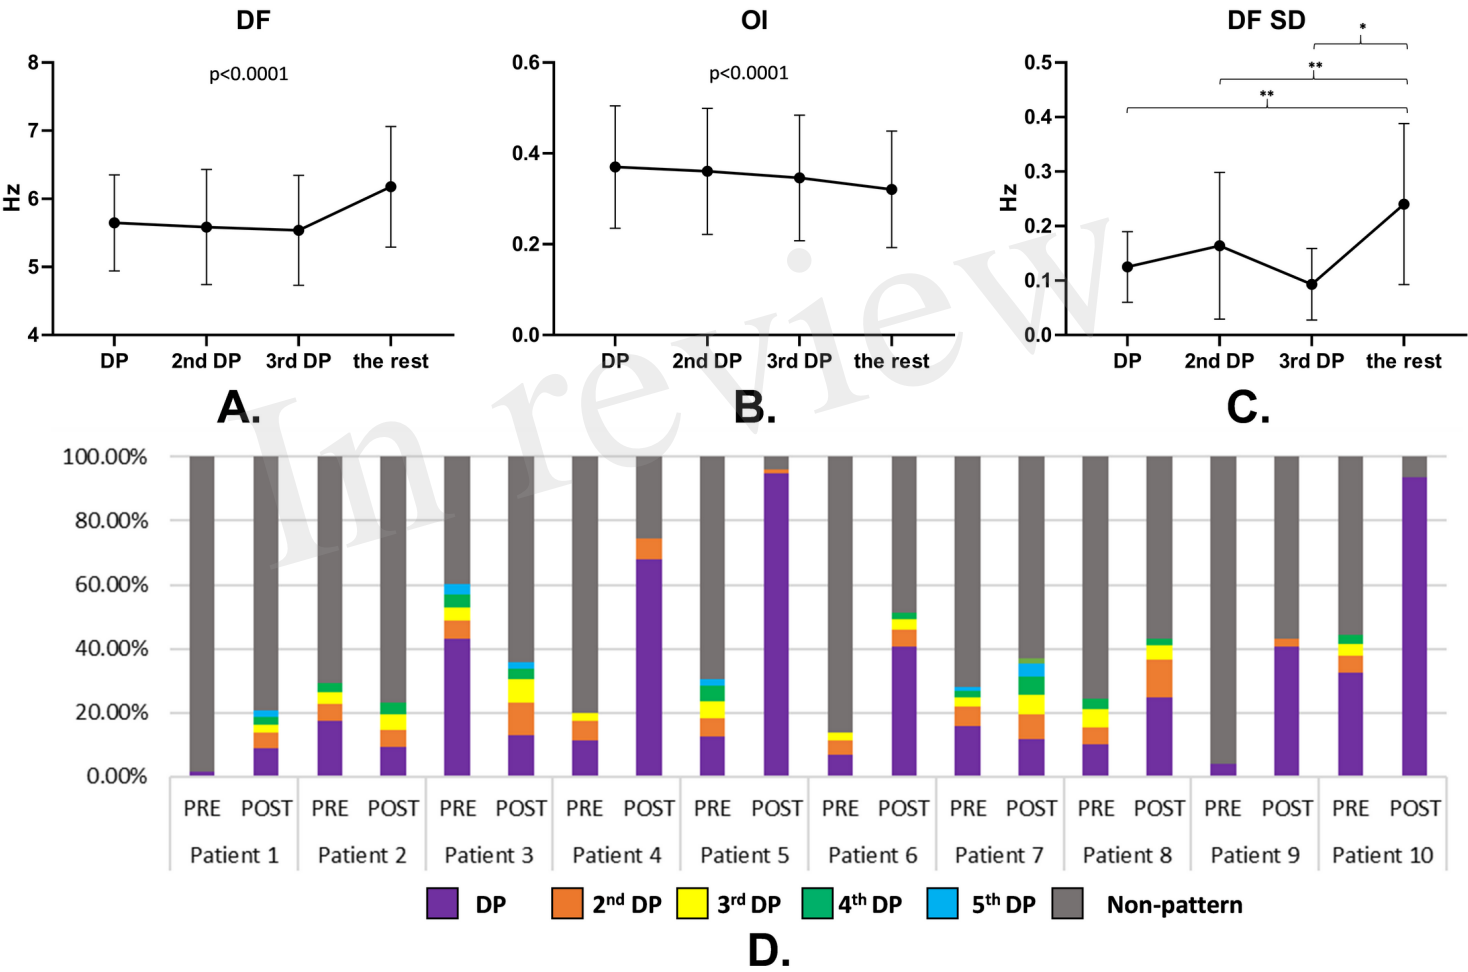 DF
OI
DF SD
p<0.0001
p<0.0001
*
**
**
8
7
6
5
4
Hz
0.6
0.4
0.2
0.0
0.5
0.4
0.3
0.2
0.1
0.0
Hz
DP 2nd DP 3rd DP the rest
DP 2nd DP 3rd DP the rest
DP 2nd DP 3rd DP the rest
A.
B.
C.
In review
100.00%
80.00%
60.00%
40.00%
20.00%
0.00%
PRE POST PRE POST PRE POST PRE POST PRE POST PRE POST PRE POST PRE POST PRE POST PRE POST
Patient 1 Patient 2 Patient 3 Patient 4 Patient 5 Patient 6 Patient 7 Patient 8 Patient 9 Patient 10
DP 2nd DP 3rd DP 4th DP 5th DP Non-pattern
D.